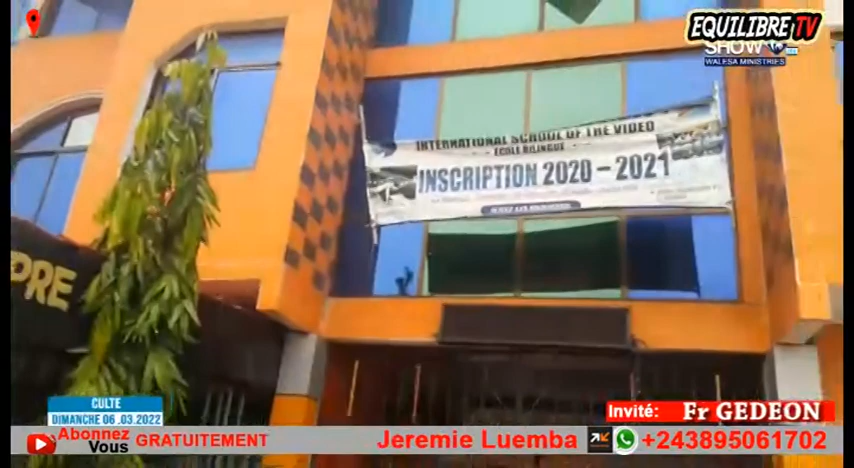 EQUILIBRE TV
SHOW
WALESA MINISTRIES
INTERNATIONAL SCHOOL OF THE VIDEO
ECOLE BILINGUE
INSCRIPTION 2020 - 2021
PRE
CULTE
DIMANCHE 06 .03.2022
Invité: Fr GEDEON
Abonnez
Vous
GRATUITEMENT
Jeremie Luemba
+243895061702